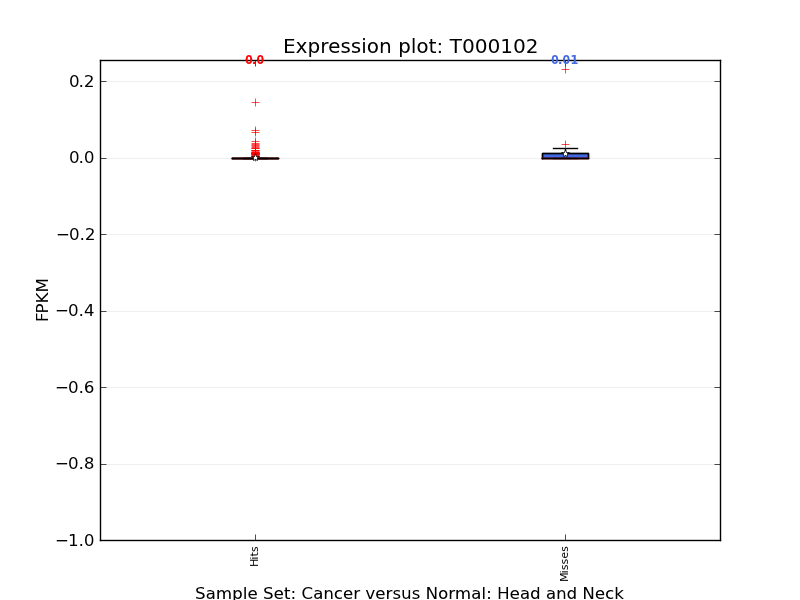 Expression plot: T000102
0.0
0.01
0.2
0.0
−0.2
−0.4
−0.6
−0.8
−1.0
FPKM
Hits
Misses
Sample Set: Cancer versus Normal: Head and Neck